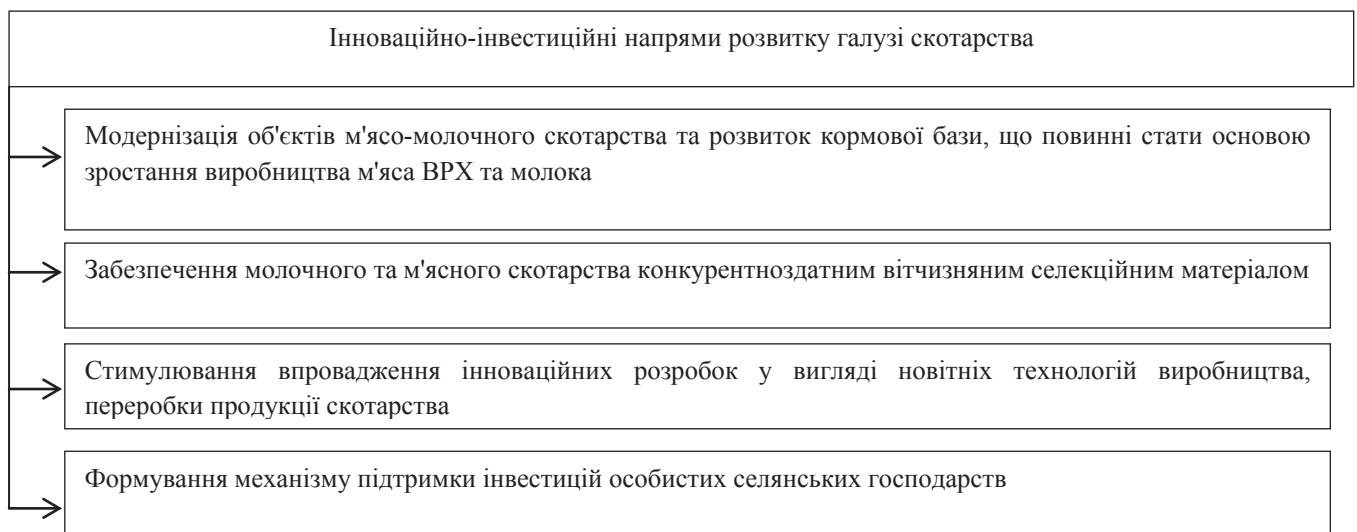 Інноваційно-інвестиційні напрями розвитку галузі скотарства
Модернізація об'єктів м'ясо-молочного скотарства та розвиток кормової бази, що повинні стати основою
зростання виробництва м'яса ВРХ та молока
Забезпечення молочного та м'ясного скотарства конкурентноздатним вітчизняним селекційним матеріалом
Стимулювання впровадження інноваційних розробок у вигляді новітніх технологій виробництва,
переробки продукції скотарства
Формування механізму підтримки інвестицій особистих селянських господарств